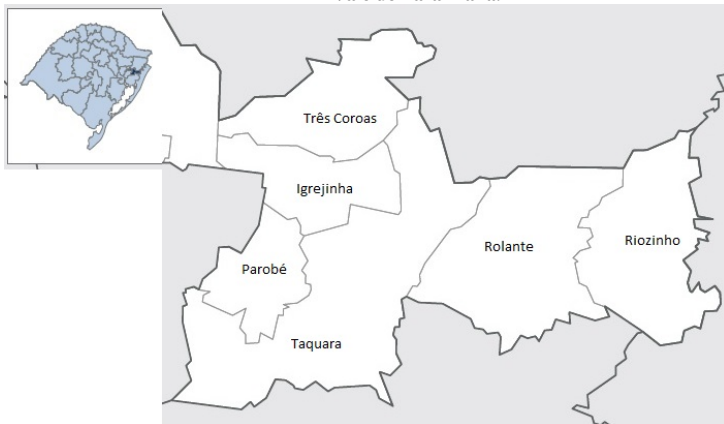 Três Coroas
Igrejinha
Riozinho
Rolante
Parobé
Taquara